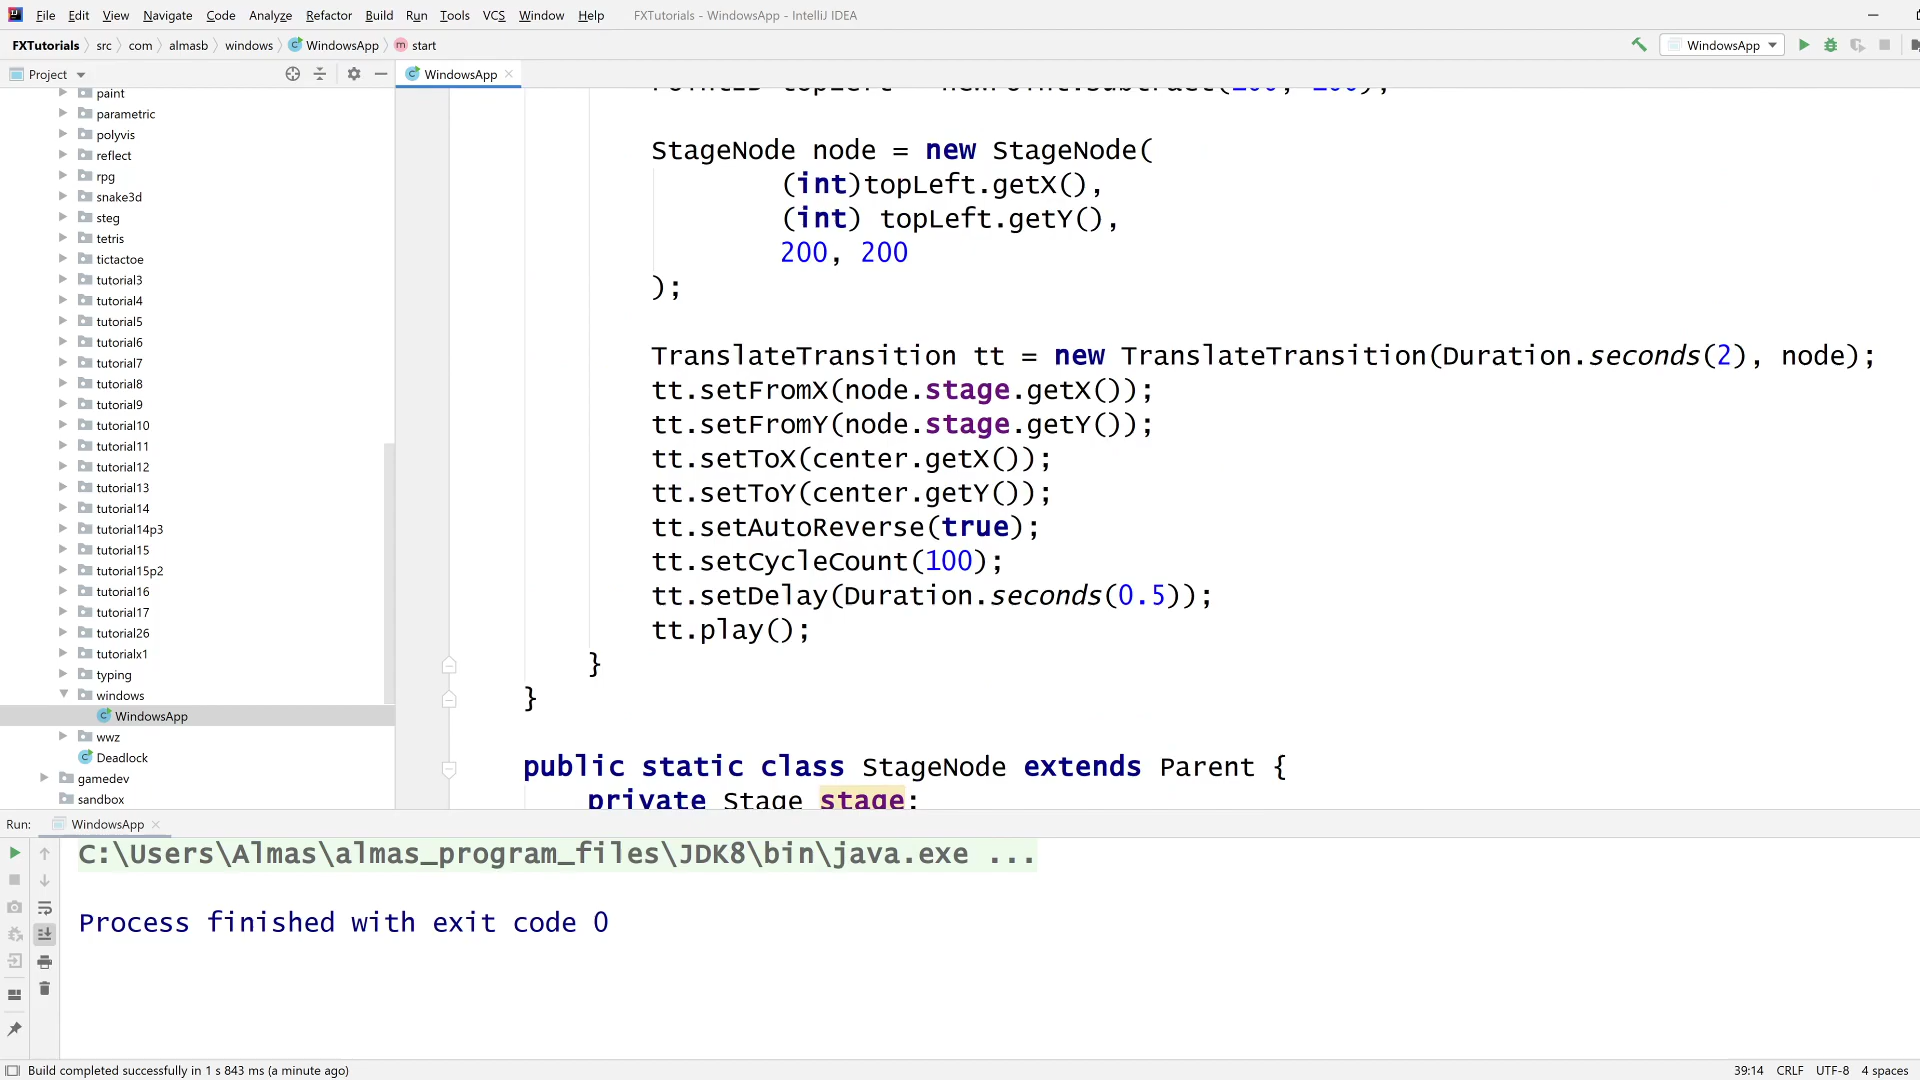 File Edit View Navigate Code Analyze Refactor Build Run Tools VCS Window Help FXTutorials - WindowsApp - IntelliJ IDEA
FXTutorials src com almasb windows WindowsApp start WindowsApp
Project WindowsApp
paint
parametric
polyvis
reflect
rpg
snake3d
steg
tetris
tictactoe
tutorial3
tutorial4
tutorial5
tutorial6
tutorial7
tutorial8
tutorial9
tutorial10
tutorial11
tutorial12
tutorial13
tutorial14
tutorial14p3
tutorial15
tutorial15p2
tutorial16
tutorial17
tutorial26
tutorialx1
typing
windows
WindowsApp
wwz
Deadlock
gamedev
sandbox
StageNode node = new StageNode(
(int)topLeft.getX(),
(int) topLeft.getY(),
200, 200
);
TranslateTransition tt = new TranslateTransition(Duration.seconds(2), node);
tt.setFromX(node.stage.getX());
tt.setFromY(node.stage.getY());
tt.setToX(center.getX());
tt.setToY(center.getY());
tt.setAutoReverse(true);
tt.setCycleCount(100);
tt.setDelay(Duration.seconds(0.5));
tt.play();
}
}
public static class StageNode extends Parent {
private Stage stage;
Run: WindowsApp
C:\Users\Almas\almas_program_files\JDK8\bin\java.exe ...
Process finished with exit code 0
Build completed successfully in 1 s 843 ms (a minute ago) 39:14 CRLF UTF-8 4 spaces